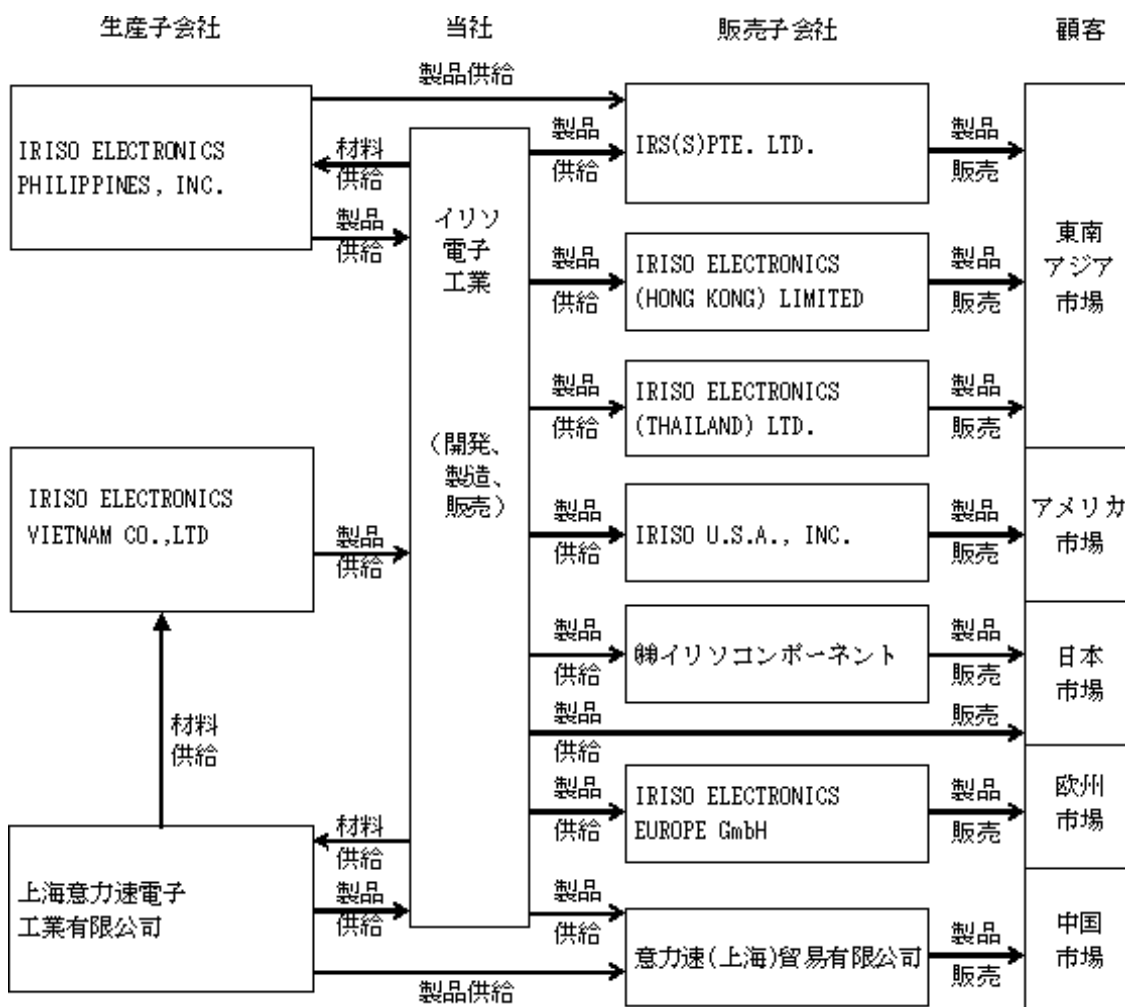 生産子会社
当社
販売子会社
顧客
製品供給
IRISO ELECTRONICS
PHILIPPINES, INC.
材料
供給
製品
供給
イリソ
電子
工業
(開発、
製造、
販売)
製品
供給
IRS(S)PTE. LTD.
製品
販売
製品
供給
IRISO ELECTRONICS
(HONG KONG) LIMITED
製品
販売
東南
アジア
市場
製品
供給
IRISO ELECTRONICS
(THAILAND) LTD.
製品
販売
IRISO ELECTRONICS
VIETNAM CO.,LTD
製品
供給
製品
供給
IRISO U.S.A., INC.
製品
販売
アメリカ
市場
製品
供給
㈱イリソコンポーネント
製品
販売
日本
市場
製品
供給
販売
材料
供給
製品
供給
IRISO ELECTRONICS
EUROPE GmbH
製品
販売
欧州
市場
上海意力速電子
工業有限公司
材料
供給
製品
供給
製品
供給
意力速(上海)貿易有限公司
製品
販売
中国
市場
製品供給